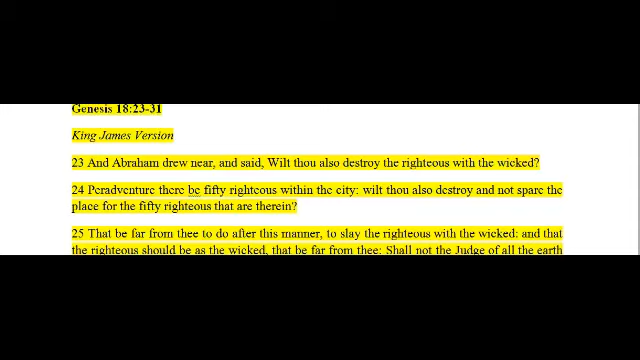 Genesis 18:23-31
King James Version
23 And Abraham drew near, and said, Wilt thou also destroy the righteous with the wicked?
24 Peradventure there be fifty righteous within the city: wilt thou also destroy and not spare the
place for the fifty righteous that are therein?
25 That be far from thee to do after this manner, to slay the righteous with the wicked: and that
the righteous should be as the wicked, that be far from thee: Shall not the Judge of all the earth